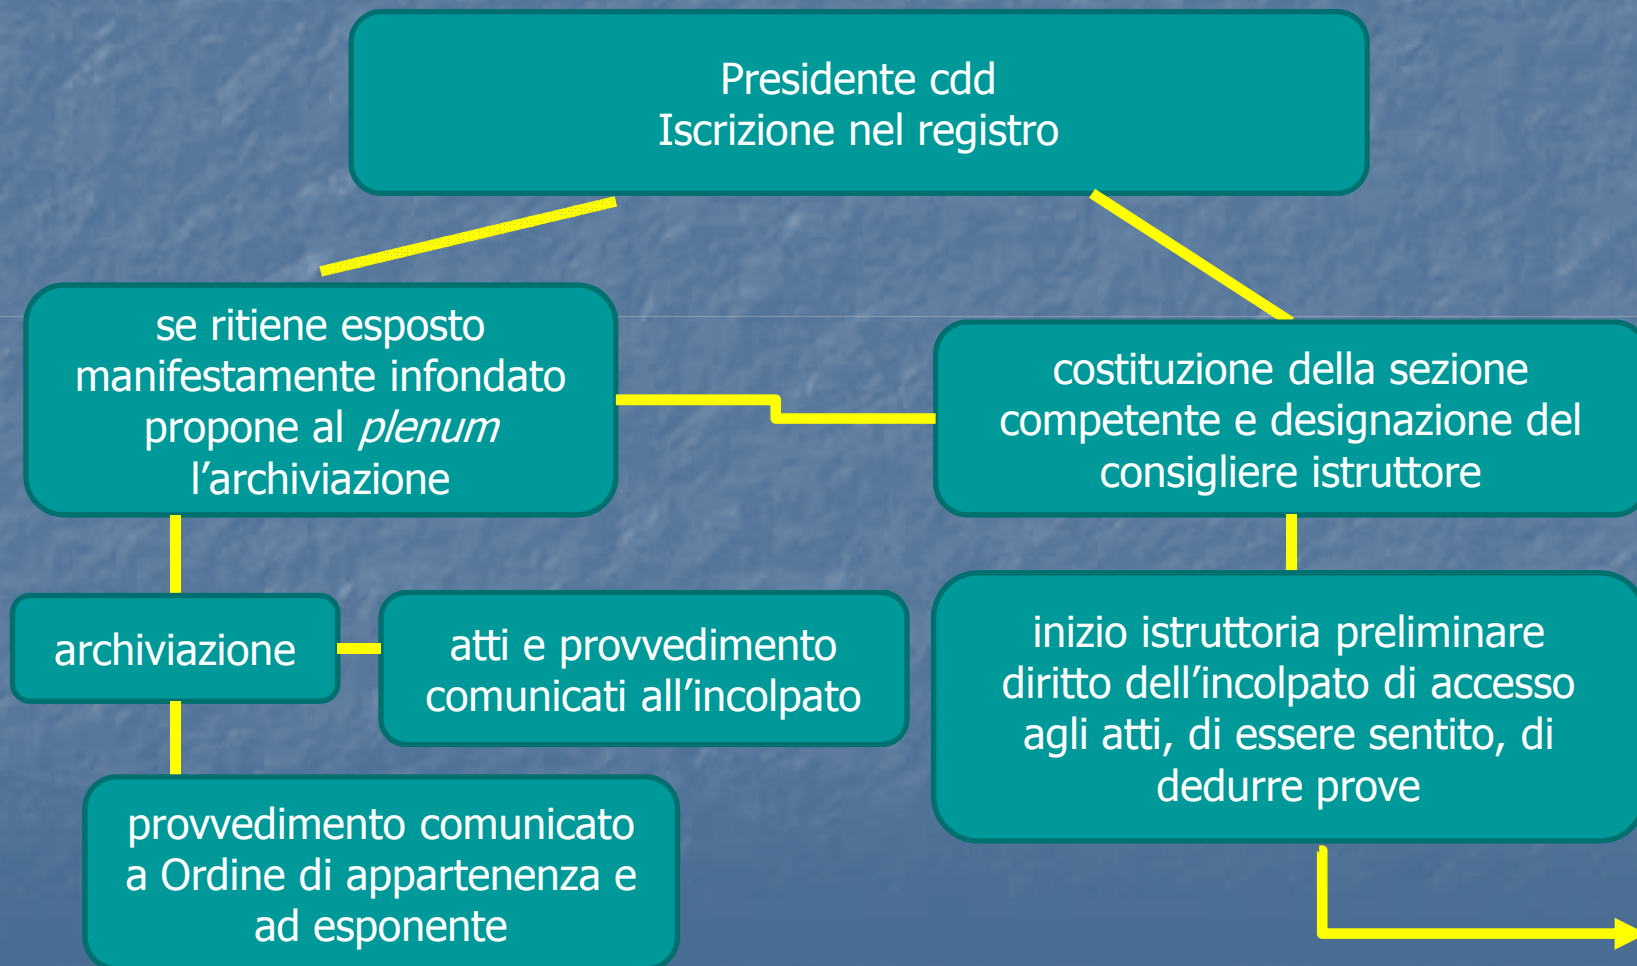 Presidente cdd
Iscrizione nel registro
se ritiene esposto
manifestamente infondato
propone al plenum
l’archiviazione
costituzione della sezione
competente e designazione del
consigliere istruttore
archiviazione
atti e provvedimento
comunicati all’incolpato
inizio istruttoria preliminare
diritto dell’incolpato di accesso
agli atti, di essere sentito, di
dedurre prove
provvedimento comunicato
a Ordine di appartenenza e
ad esponente